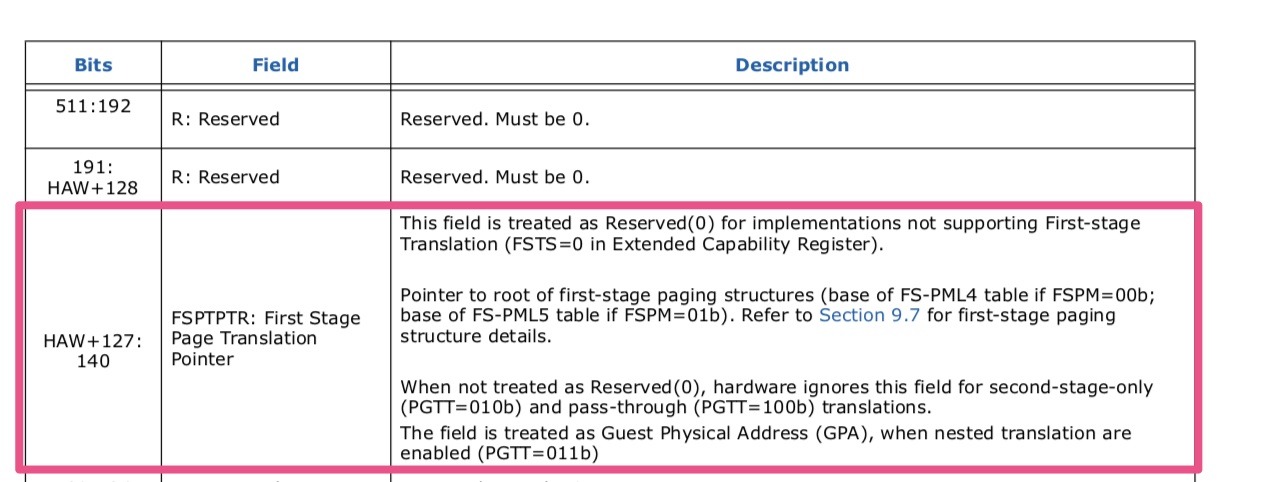 Bits Field Description
511:192
R: Reserved Reserved. Must be 0.
191:
HAW+128
R: Reserved Reserved. Must be 0.
HAW+127:
140
FSPTPTR: First Stage
Page Translation
Pointer
This field is treated as Reserved(0) for implementations not supporting First-stage
Translation (FSTS=0 in Extended Capability Register).
Pointer to root of first-stage paging structures (base of FS-PML4 table if FSPM=00b;
base of FS-PML5 table if FSPM=01b). Refer to Section 9.7 for first-stage paging
structure details.
When not treated as Reserved(0), hardware ignores this field for second-stage-only
(PGTT=010b) and pass-through (PGTT=100b) translations.
The field is treated as Guest Physical Address (GPA), when nested translation are
enabled (PGTT=011b)